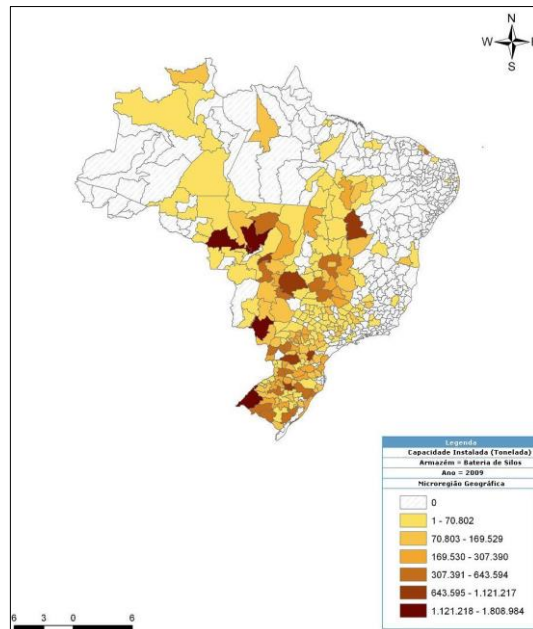 N
W
S
Legenda
Capacidade Instalada (Tonelada)
Armazém = Bateria de Silos
Ano = 2009
Microregião Geográfica
0
1 - 70.802
70.803 - 169.529
169.530 - 307.390
307.391 - 643.594
643.595 - 1.121.217
1.121.218 - 1.808.984
6 3 0 6